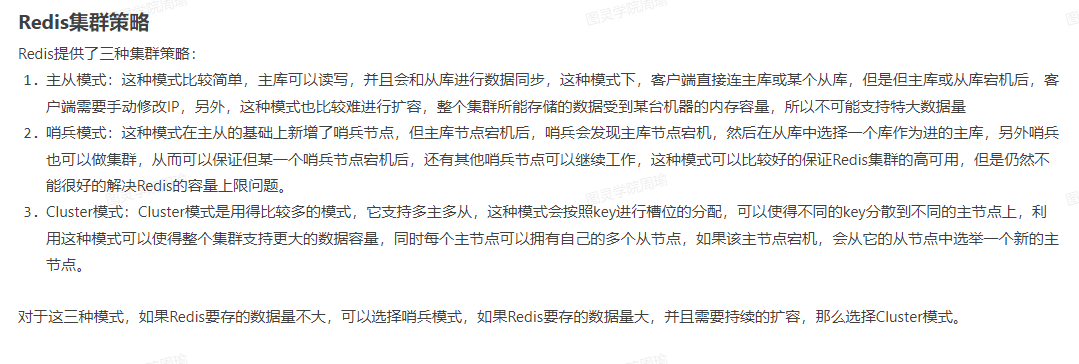 Redis集群策略
Redis提供了三种集群策略：
1. 主从模式：这种模式比较简单，主库可以读写，并且会和从库进行数据同步，这种模式下，客户端直接连主库或某个从库，但是但主库或从库宕机后，客
户端需要手动修改IP，另外，这种模式也比较难进行扩容，整个集群所能存储的数据受到某台机器的内存容量，所以不可能支持特大数据量
2. 哨兵模式：这种模式在主从的基础上新增了哨兵节点，但主库节点宕机后，哨兵会发现主库节点宕机，然后在从库中选择一个库作为进的主库，另外哨兵
也可以做集群，从而可以保证但某一个哨兵节点宕机后，还有其他哨兵节点可以继续工作，这种模式可以比较好的保证Redis集群的高可用，但是仍然不
能很好的解决Redis的容量上限问题。
3. Cluster模式：Cluster模式是用得比较多的模式，它支持多主多从，这种模式会按照key进行槽位的分配，可以使得不同的key分散到不同的主节点上，利
用这种模式可以使得整个集群支持更大的数据容量，同时每个主节点可以拥有自己的多个从节点，如果该主节点宕机，会从它的从节点中选举一个新的主
节点。
对于这三种模式，如果Redis要存的数据量不大，可以选择哨兵模式，如果Redis要存的数据量大，并且需要持续的扩容，那么选择Cluster模式。
图灵学院周瑜
图灵学院周瑜
图灵学院周瑜
图灵学院周瑜